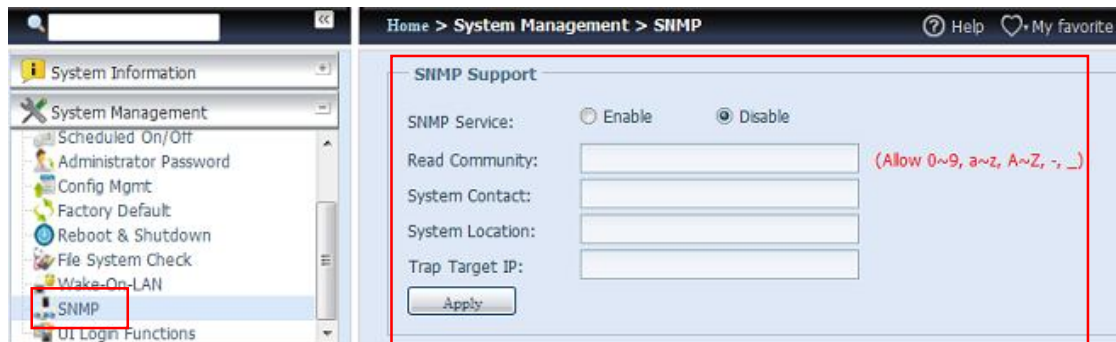 Home > System Management > SNMP
Help
My favorite
System Information
System Management
Scheduled On/Off
Administrator Password
Config Mgmt
Factory Default
Reboot & Shutdown
File System Check
Wake-On-LAN
SNMP
UI Login Functions
SNMP Support
SNMP Service: Enable Disable
Read Community: (Allow 0~9, a~z, A~Z, -, _)
System Contact:
System Location:
Trap Target IP:
Apply